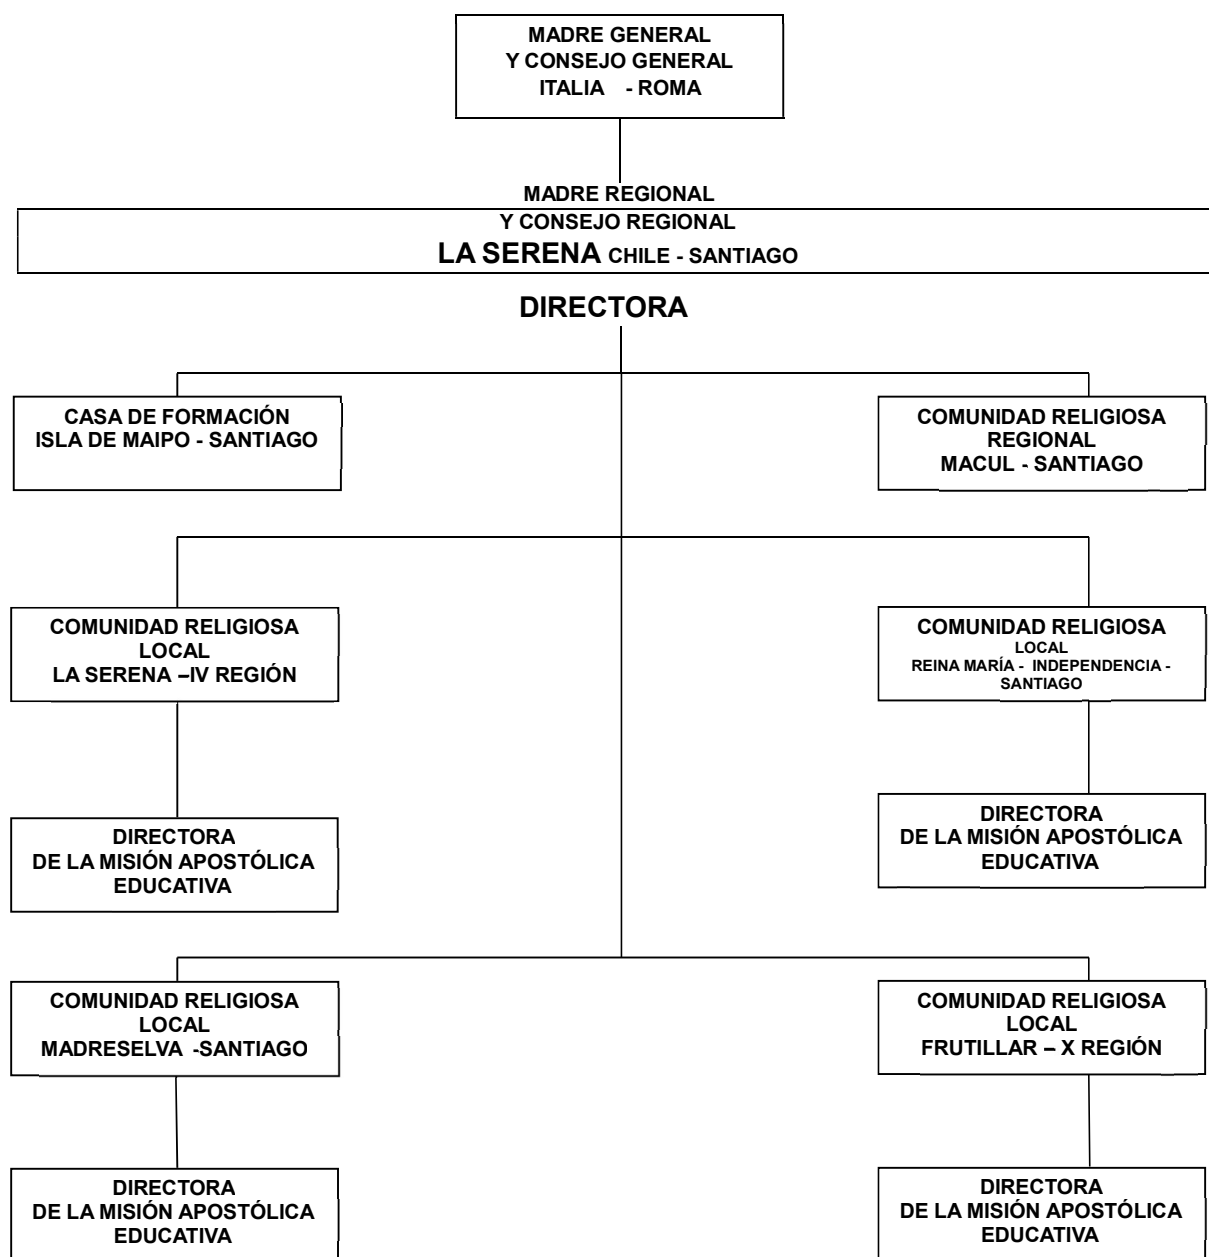 MADRE GENERAL
Y CONSEJO GENERAL
ITALIA - ROMA
MADRE REGIONAL
Y CONSEJO REGIONAL
LA SERENA CHILE - SANTIAGO
DIRECTORA
CASA DE FORMACIÓN
ISLA DE MAIPO - SANTIAGO
COMUNIDAD RELIGIOSA
REGIONAL
MACUL - SANTIAGO
COMUNIDAD RELIGIOSA
LOCAL
LA SERENA –IV REGIÓN
COMUNIDAD RELIGIOSA
LOCAL
REINA MARÍA - INDEPENDENCIA -
SANTIAGO
DIRECTORA
DE LA MISIÓN APOSTÓLICA
EDUCATIVA
DIRECTORA
DE LA MISIÓN APOSTÓLICA
EDUCATIVA
COMUNIDAD RELIGIOSA
LOCAL
MADRESELVA -SANTIAGO
COMUNIDAD RELIGIOSA
LOCAL
FRUTILLAR – X REGIÓN
DIRECTORA
DE LA MISIÓN APOSTÓLICA
EDUCATIVA
DIRECTORA
DE LA MISIÓN APOSTÓLICA
EDUCATIVA